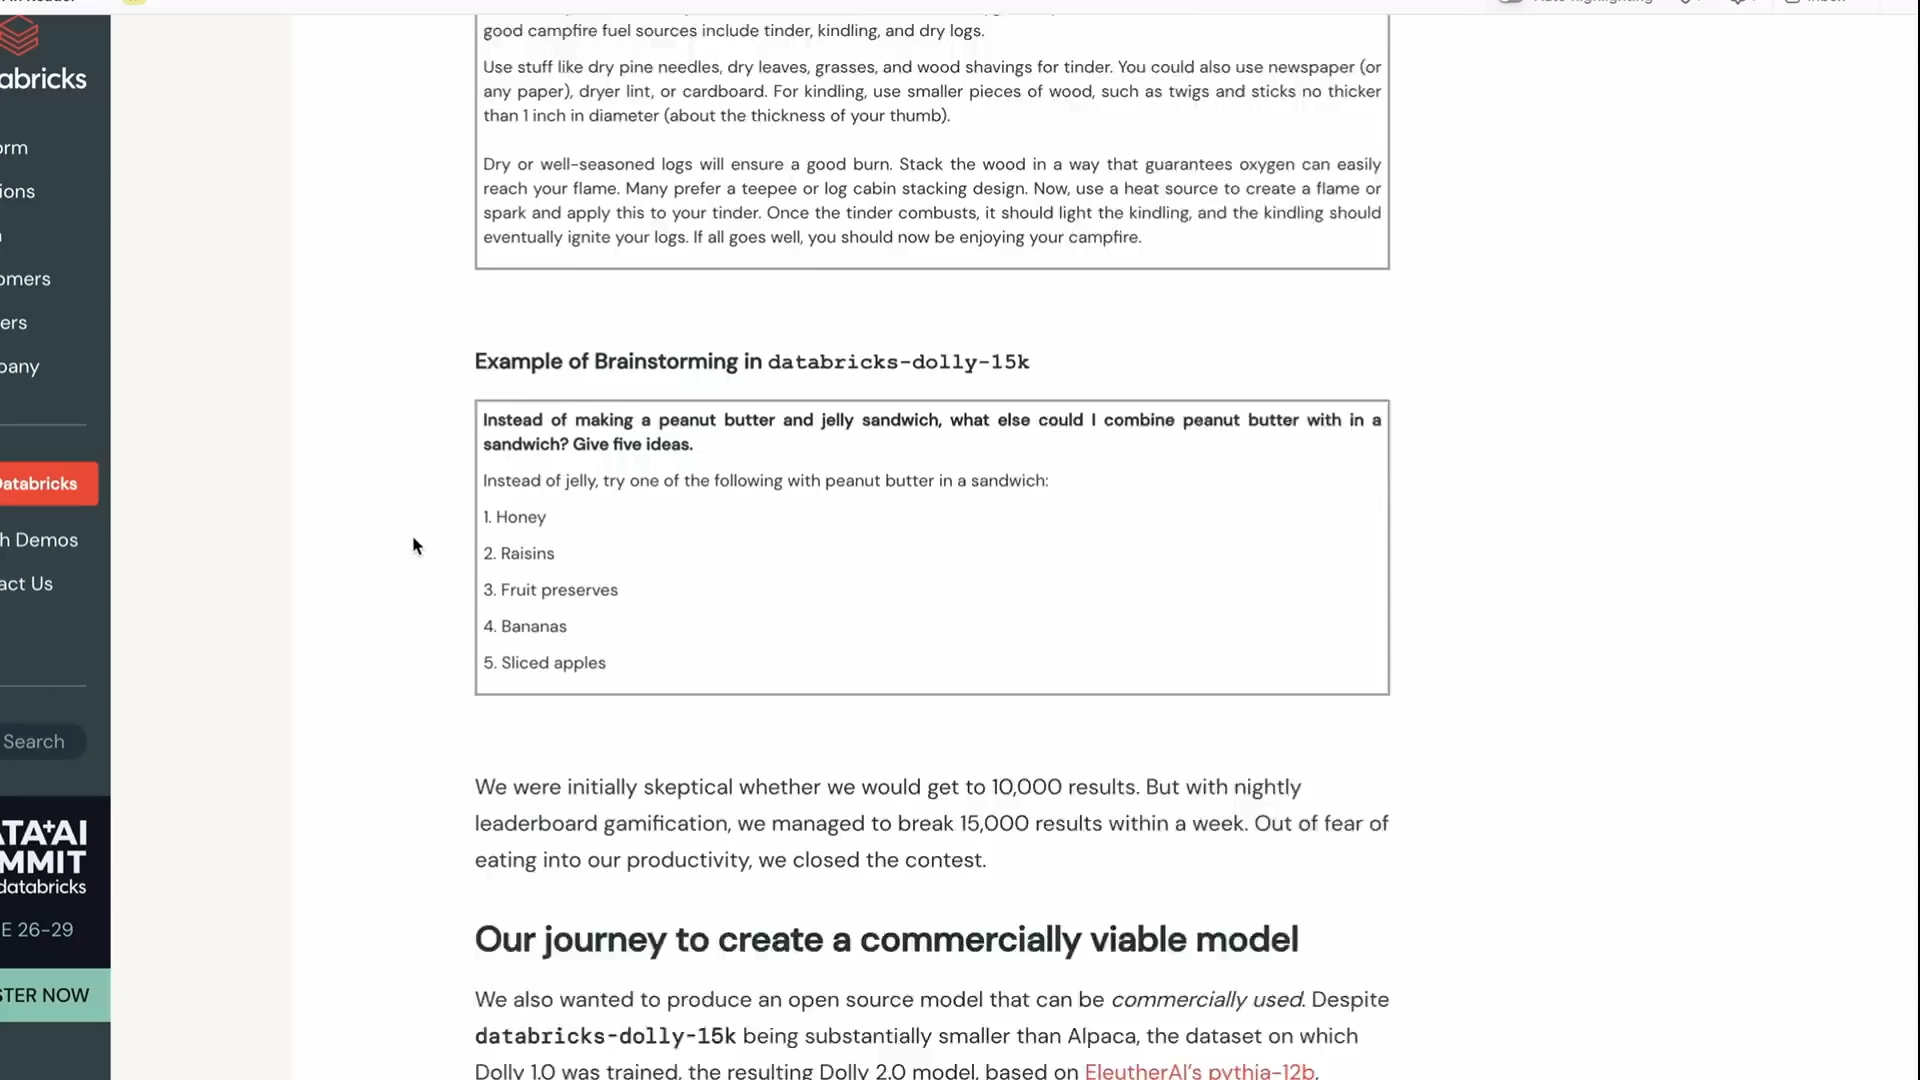 good campfire fuel sources include tinder, kindling, and dry logs.
Use stuff like dry pine needles, dry leaves, grasses, and wood shavings for tinder. You could also use newspaper (or
any paper), dryer lint, or cardboard. For kindling, use smaller pieces of wood, such as twigs and sticks no thicker
than 1 inch in diameter (about the thickness of your thumb).
Dry or well-seasoned logs will ensure a good burn. Stack the wood in a way that guarantees oxygen can easily
reach your flame. Many prefer a teepee or log cabin stacking design. Now, use a heat source to create a flame or
spark and apply this to your tinder. Once the tinder combusts, it should light the kindling, and the kindling should
eventually ignite your logs. If all goes well, you should now be enjoying your campfire.
Example of Brainstorming in databricks-dolly-15k
Instead of making a peanut butter and jelly sandwich, what else could I combine peanut butter with in a
sandwich? Give five ideas.
Instead of jelly, try one of the following with peanut butter in a sandwich:
1. Honey
2. Raisins
3. Fruit preserves
4. Bananas
5. Sliced apples
We were initially skeptical whether we would get to 10,000 results. But with nightly
leaderboard gamification, we managed to break 15,000 results within a week. Out of fear of
eating into our productivity, we closed the contest.
Our journey to create a commercially viable model
We also wanted to produce an open source model that can be commercially used. Despite
databricks-dolly-15k being substantially smaller than Alpaca, the dataset on which
Dolly 1.0 was trained, the resulting Dolly 2.0 model, based on EleutherAI's pythia-12b,
abricks
orm
ions
omers
ers
pany
Databricks
h Demos
act Us
Search
ATA+AI
MMIT
databricks
E 26-29
STER NOW